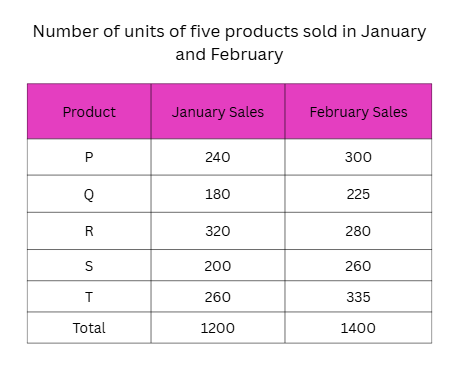 Number of units of five products sold in January
and February
Product January Sales February Sales
P 240 300
Q 180 225
R 320 280
S 200 260
T 260 335
Total 1200 1400